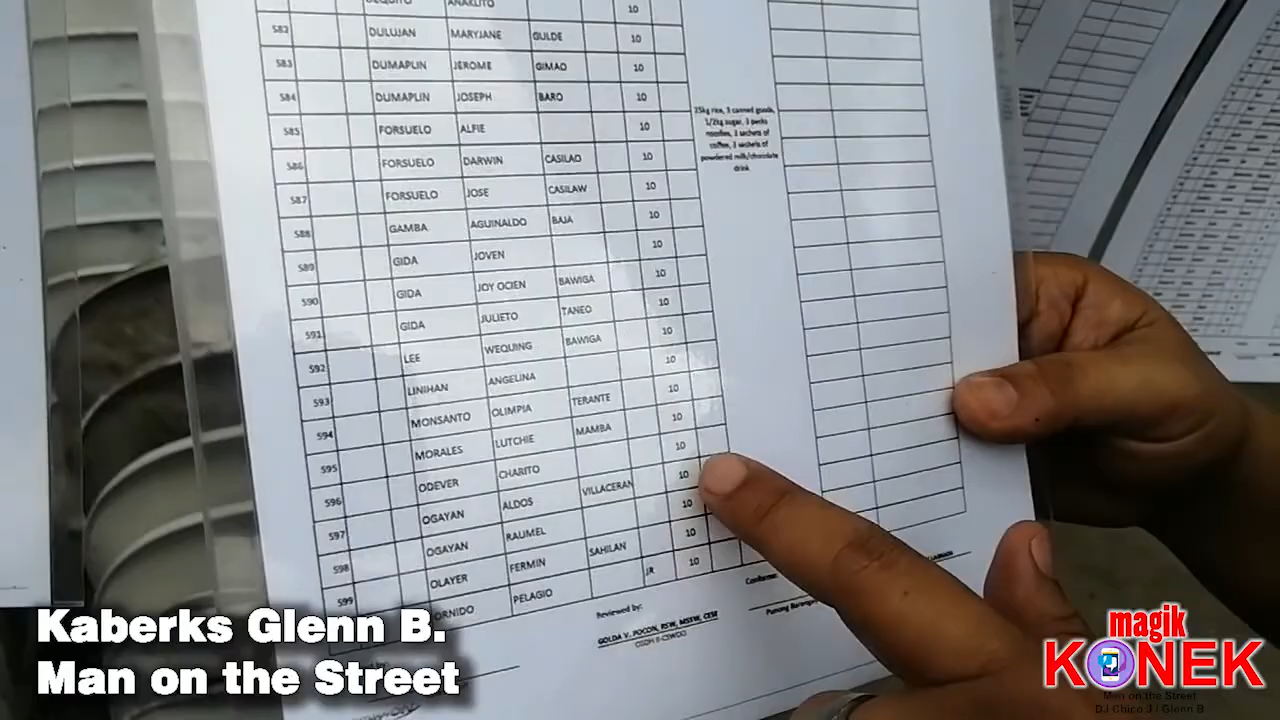 DEQUITO ANAKLITO 10
582 DULUJAN MARYJANE GULDE 10
583 DUMAPLIN JEROME GIMAO 10
584 DUMAPLIN JOSEPH BARO 10
585 FORSUELO ALFIE 10
586 FORSUELO DARWIN CASILAO 10
587 FORSUELO JOSE CASILAW 10
588 GAMBA AGUINALDO BAJA 10
589 GIDA JOVEN 10
590 GIDA JOY OCIEN BAWIGA 10
591 GIDA JULIETO TANEO 10
592 LEE WEQUING BAWIGA 10
593 LINIHAN ANGELINA 10
594 MONSANTO OLIMPIA TERANTE 10
595 MORALES LUTCHIE MAMBA 10
596 ODEVER CHARITO 10
597 OGAYAN ALDOS VILLACERAN 10
598 OGAYAN RAUMEL 10
599 OLAYER FERMIN SAHILAN 10
ORNIDO PELAGIO JR 10
25kg rice, 3 canned goods,
1/2kg sugar, 3 packs
noodles, 3 sachets of
coffee, 3 sachets of
powdered milk/chocolate
drink
Reviewed by:
GOLDA V. POCON, RSW, MSSW, CEM
Conforme:
Punong Barangay
Kaberks Glenn B.
Man on the Street
magik
KONEK
Man on the Street
DJ Chico J / Glenn B